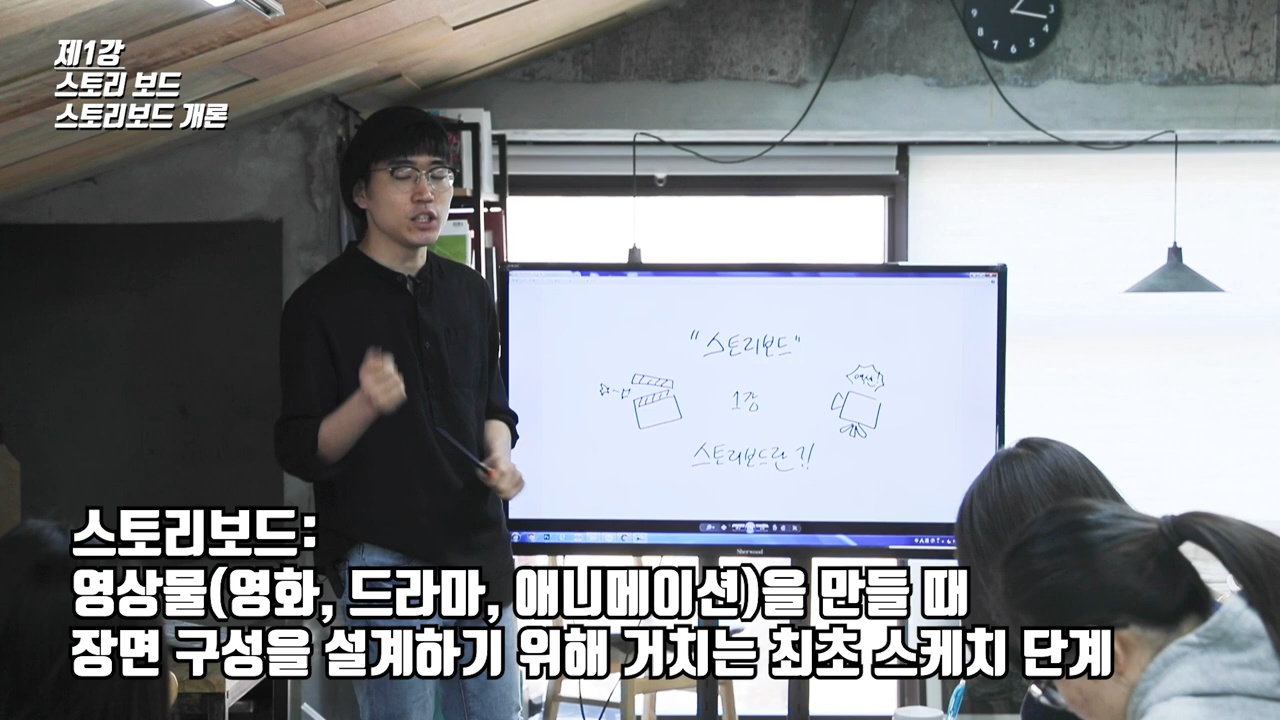 제1강
스토리 보드
스토리보드 개론
"스토리보드"
액션!
1강
스토리보드란?!
Sherwood
스토리보드:
영상물(영화, 드라마, 애니메이션)을 만들 때
장면 구성을 설계하기 위해 거치는 최초 스케치 단계